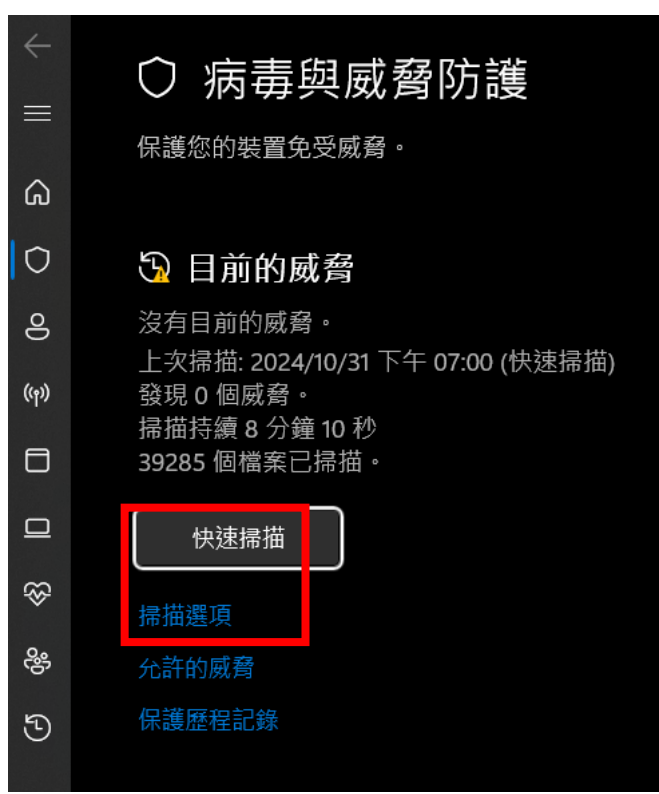 病毒與威脅防護
保護您的裝置免受威脅。
目前的威脅
沒有目前的威脅。
上次掃描: 2024/10/31 下午 07:00 (快速掃描)
發現 0 個威脅。
掃描持續 8 分鐘 10 秒
39285 個檔案已掃描。
快速掃描
掃描選項
允許的威脅
保護歷程記錄